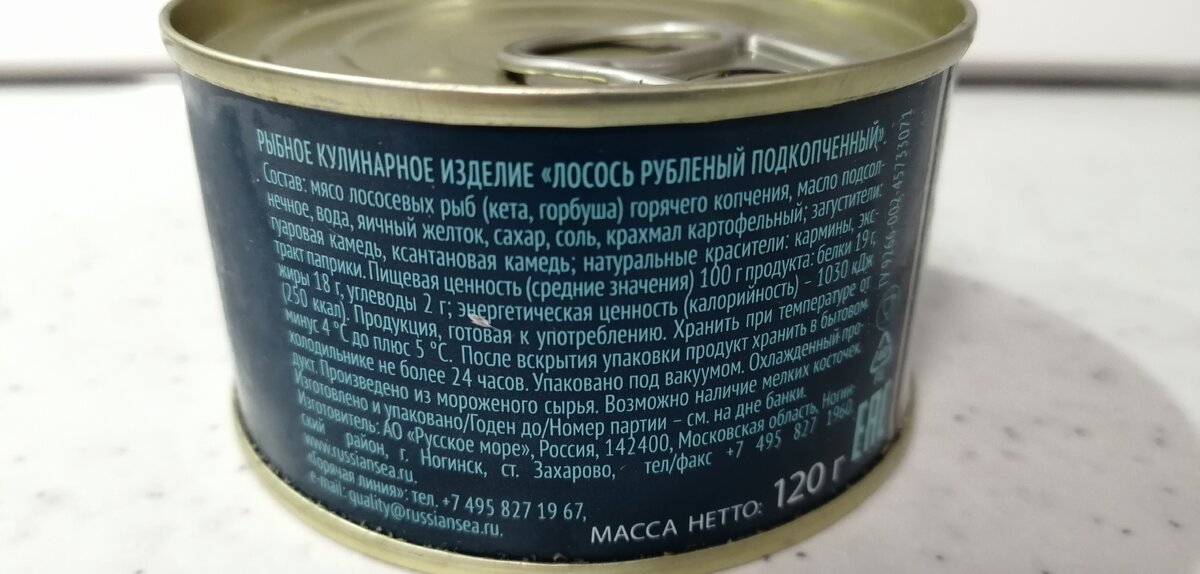 РЫБНОЕ КУЛИНАРНОЕ ИЗДЕЛИЕ «ЛОСОСЬ РУБЛЕНЫЙ ПОДКОПЧЕННЫЙ».
Состав: мясо лососевых рыб (кета, горбуша) горячего копчения, масло подсол-
нечное, вода, яичный желток, сахар, соль, крахмал картофельный; загустители:
гуаровая камедь, ксантановая камедь; натуральные красители: кармины, экс-
тракт паприки. Пищевая ценность (средние значения) 100 г продукта: белки 19 г,
жиры 18 г, углеводы 2 г; энергетическая ценность (калорийность) – 1030 кДж
(250 ккал). Продукция, готовая к употреблению. Хранить при температуре от
минус 4 °С до плюс 5 °С. После вскрытия упаковки продукт хранить в бытовом
холодильнике не более 24 часов. Упаковано под вакуумом. Охлажденный про-
дукт. Произведено из мороженого сырья. Возможно наличие мелких косточек.
Изготовлено и упаковано/Годен до/Номер партии – см. на дне банки.
Изготовитель: АО «Русское море», Россия, 142400, Московская область, Ногин-
ский район, г. Ногинск, ст. Захарово, тел/факс +7 495 827 1960,
www.russiansea.ru.
«Горячая линия»: тел. +7 495 827 19 67,
e-mail: quality@russiansea.ru.
МАССА НЕТТО: 120 г
ЕАС
ТУ 9266-002-45733071